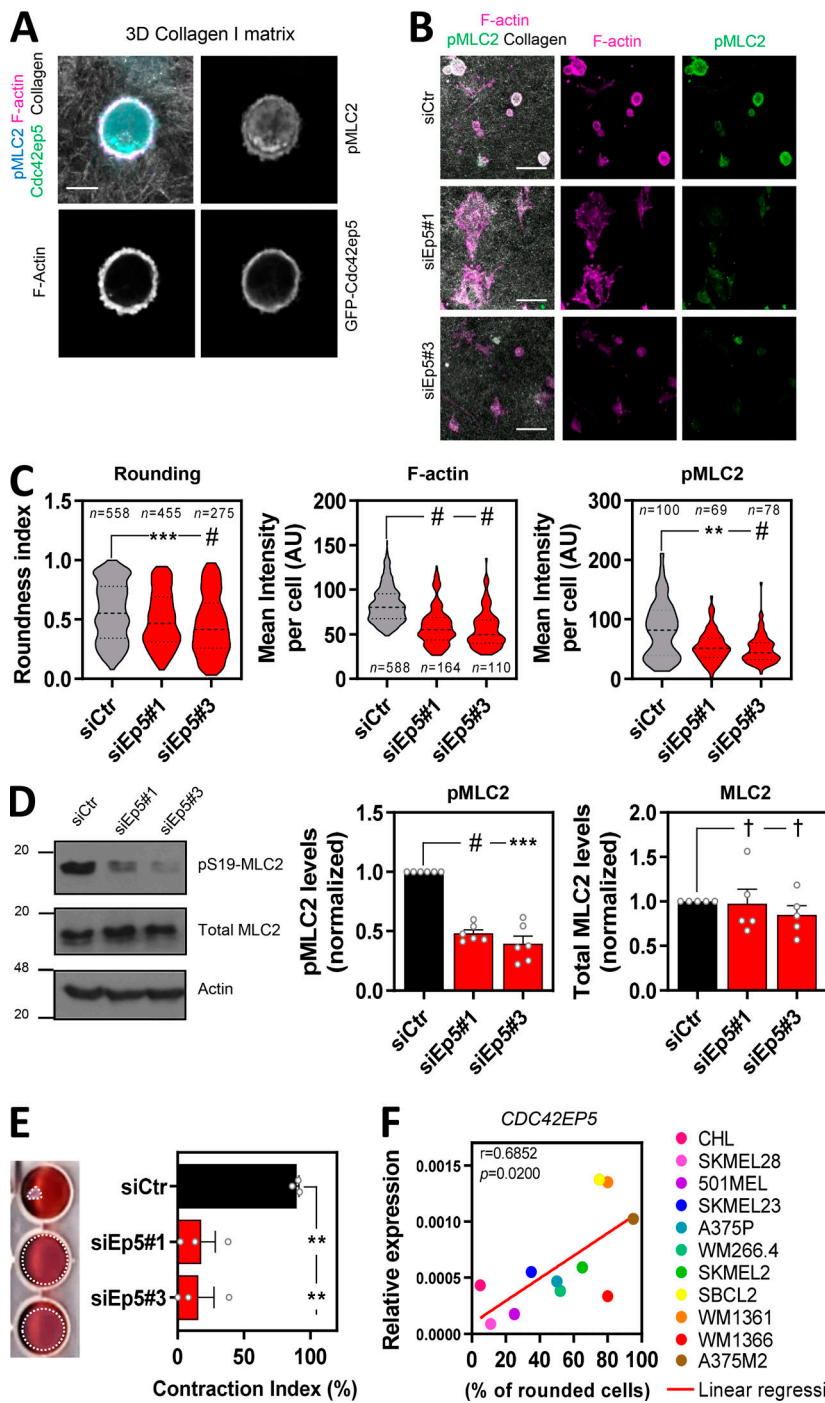 A
3D Collagen I matrix
pMLC2 F-actin
Cdc42ep5 Collagen
pMLC2
F-Actin
GFP-Cdc42ep5
B
F-actin
pMLC2 Collagen
F-actin
pMLC2
siCtr
siEp5#1
siEp5#3
C
Rounding
Roundness index
1.5
1.0
0.5
0.0
n=558 n=455 n=275
*** #
siCtr
siEp5#1
siEp5#3
F-actin
Mean Intensity
per cell (AU)
200
150
100
50
0
# #
n=588 n=164 n=110
siCtr
siEp5#1
siEp5#3
pMLC2
Mean Intensity
per cell (AU)
300
200
100
0
n=100 n=69 n=78
** #
siCtr
siEp5#1
siEp5#3
D
siCtr
siEp5#1
siEp5#3
20
pS19-MLC2
20
Total MLC2
48
Actin
20
pMLC2
pMLC2 levels
(normalized)
1.5
1.0
0.5
0.0
# ***
siCtr
siEp5#1
siEp5#3
MLC2
Total MLC2 levels
(normalized)
2.0
1.5
1.0
0.5
0.0
† †
siCtr
siEp5#1
siEp5#3
E
siCtr
siEp5#1
siEp5#3
**
**
0 50 100
Contraction Index (%)
F
CDC42EP5
r=0.6852
p=0.0200
Relative expression
0.0015
0.0010
0.0005
0.0000
0 20 40 60 80 100
(% of rounded cells)
CHL
SKMEL28
501MEL
SKMEL23
A375P
WM266.4
SKMEL2
SBCL2
WM1361
WM1366
A375M2
Linear regressi